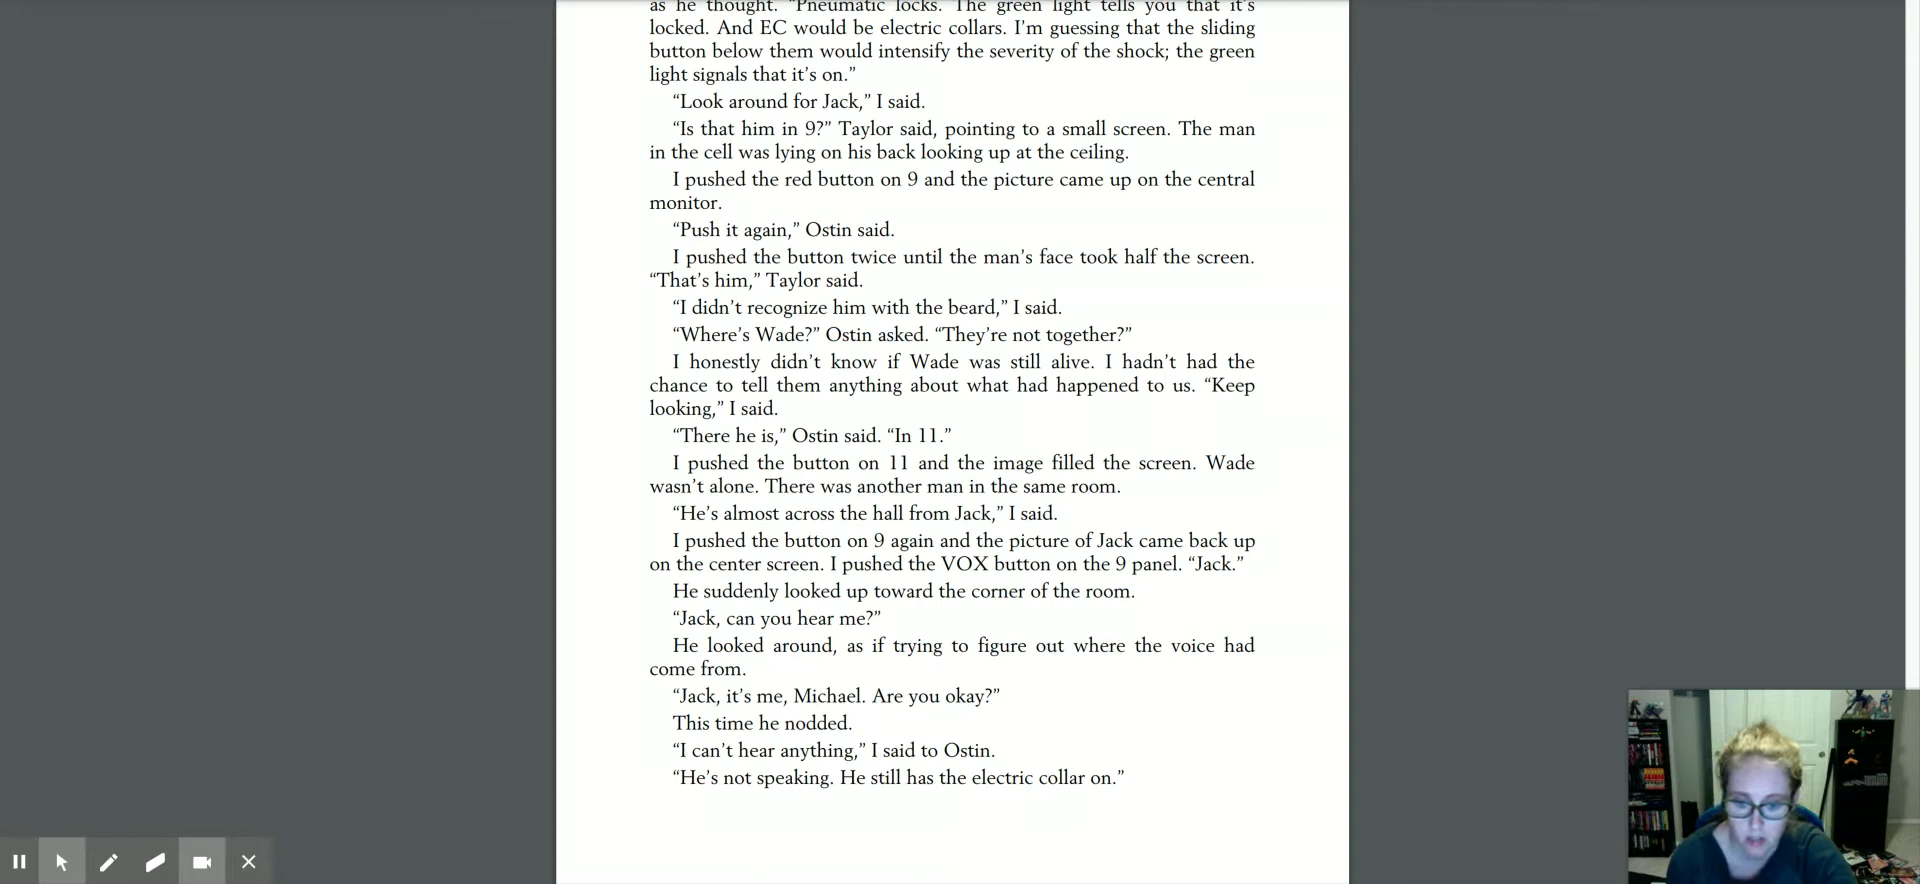 as he thought. “Pneumatic locks. The green light tells you that it’s
locked. And EC would be electric collars. I’m guessing that the sliding
button below them would intensify the severity of the shock; the green
light signals that it’s on.”
“Look around for Jack,” I said.
“Is that him in 9?” Taylor said, pointing to a small screen. The man
in the cell was lying on his back looking up at the ceiling.
I pushed the red button on 9 and the picture came up on the central
monitor.
“Push it again,” Ostin said.
I pushed the button twice until the man’s face took half the screen.
“That’s him,” Taylor said.
“I didn’t recognize him with the beard,” I said.
“Where’s Wade?” Ostin asked. “They’re not together?”
I honestly didn’t know if Wade was still alive. I hadn’t had the
chance to tell them anything about what had happened to us. “Keep
looking,” I said.
“There he is,” Ostin said. “In 11.”
I pushed the button on 11 and the image filled the screen. Wade
wasn’t alone. There was another man in the same room.
“He’s almost across the hall from Jack,” I said.
I pushed the button on 9 again and the picture of Jack came back up
on the center screen. I pushed the VOX button on the 9 panel. “Jack.”
He suddenly looked up toward the corner of the room.
“Jack, can you hear me?”
He looked around, as if trying to figure out where the voice had
come from.
“Jack, it’s me, Michael. Are you okay?”
This time he nodded.
“I can’t hear anything,” I said to Ostin.
“He’s not speaking. He still has the electric collar on.”